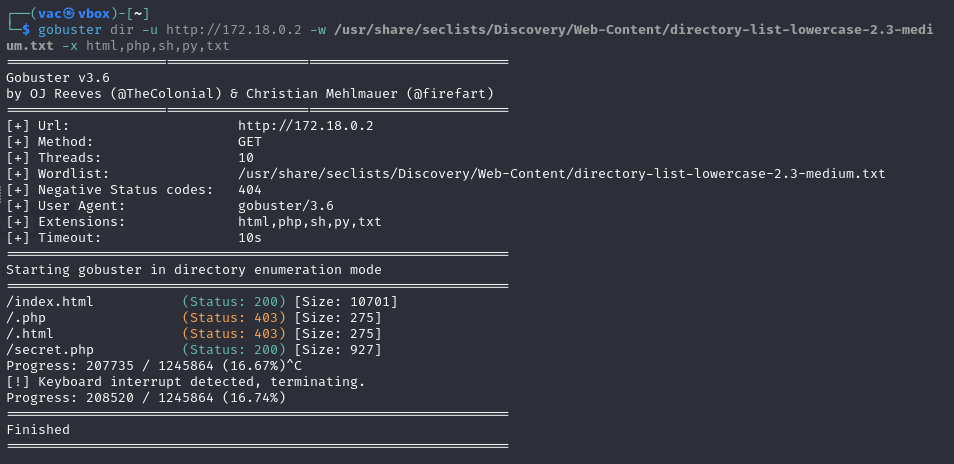 ┌──(vac㉿vbox)-[~]
└─$ gobuster dir -u http://172.18.0.2 -w /usr/share/seclists/Discovery/Web-Content/directory-list-lowercase-2.3-medi
um.txt -x html,php,sh,py,txt
===============================================================
Gobuster v3.6
by OJ Reeves (@TheColonial) & Christian Mehlmauer (@firefart)
===============================================================
[+] Url:                     http://172.18.0.2
[+] Method:                  GET
[+] Threads:                 10
[+] Wordlist:                /usr/share/seclists/Discovery/Web-Content/directory-list-lowercase-2.3-medium.txt
[+] Negative Status codes:   404
[+] User Agent:              gobuster/3.6
[+] Extensions:              html,php,sh,py,txt
[+] Timeout:                 10s
===============================================================
Starting gobuster in directory enumeration mode
===============================================================
/index.html           (Status: 200) [Size: 10701]
/.php                 (Status: 403) [Size: 275]
/.html                (Status: 403) [Size: 275]
/secret.php           (Status: 200) [Size: 927]
Progress: 207735 / 1245864 (16.67%)^C
[!] Keyboard interrupt detected, terminating.
Progress: 208520 / 1245864 (16.74%)
===============================================================
Finished
===============================================================